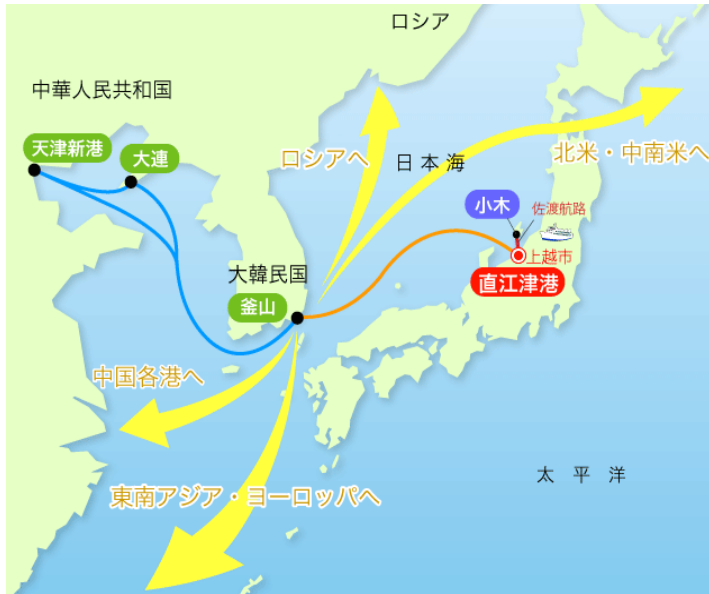 ロシア
中華人民共和国
天津新港
大連
ロシアへ
日本海
北米・中南米へ
小木
佐渡航路
上越市
直江津港
大韓民国
釜山
中国各港へ
太平洋
東南アジア・ヨーロッパへ